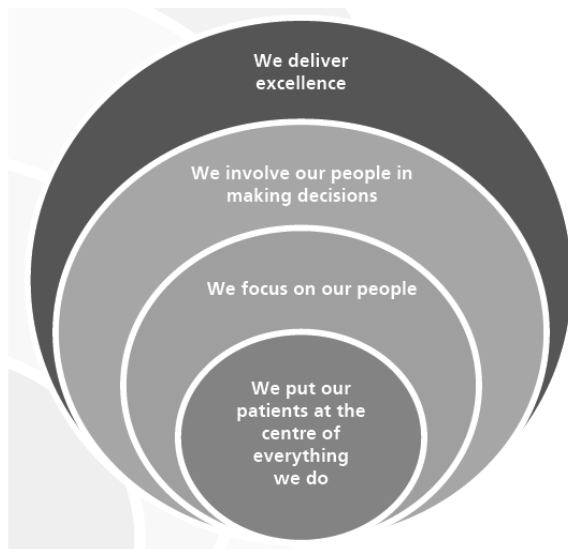 We deliver
excellence
We involve our people in
making decisions
We focus on our people
We put our
patients at the
centre of
everything
we do